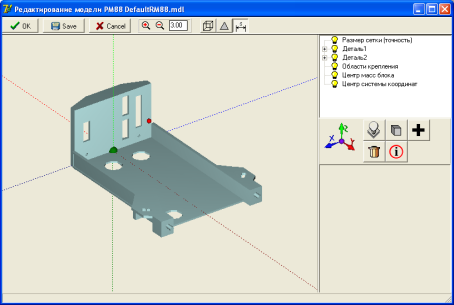 Редактирование модели РМ88 DefaultRM88.mdl
OK Save Cancel 3.00
Размер сетки (точность)
Деталь1
Деталь2
Области крепления
Центр масс блока
Центр системы координат